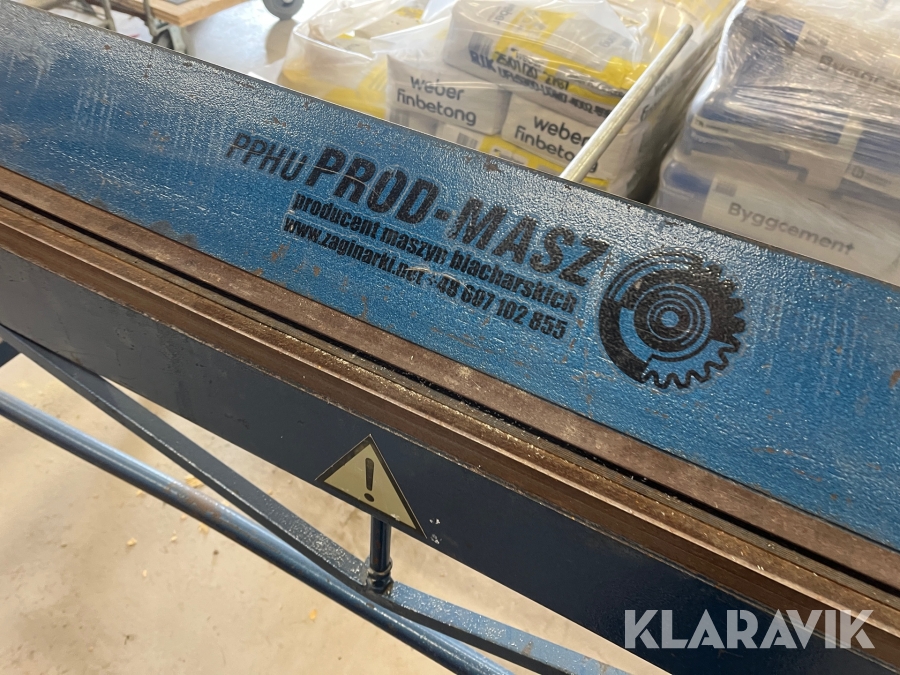 PPHU PROD-MASZ
producent maszyn blacharskich
www.zaginarki.net +48 607 102 855
weber
finbetong
weber
finbetong
Byggcement
Byggcement
KLARAVIK